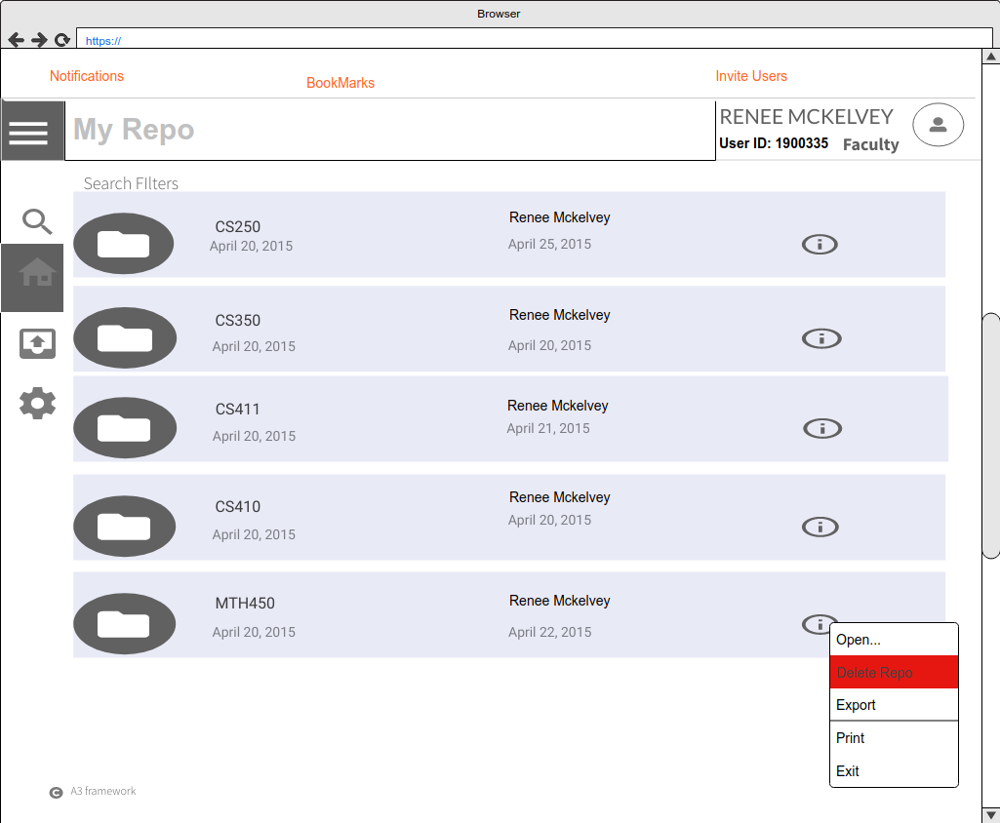 Browser
https://
Notifications
BookMarks
Invite Users
My Repo
RENEE MCKELVEY
User ID: 1900335 Faculty
Search FIlters
CS250
April 20, 2015
Renee Mckelvey
April 25, 2015
CS350
April 20, 2015
Renee Mckelvey
April 20, 2015
CS411
April 20, 2015
Renee Mckelvey
April 21, 2015
CS410
April 20, 2015
Renee Mckelvey
April 20, 2015
MTH450
April 20, 2015
Renee Mckelvey
April 22, 2015
Open...
Delete Repo
Export
Print
Exit
© A3 framework